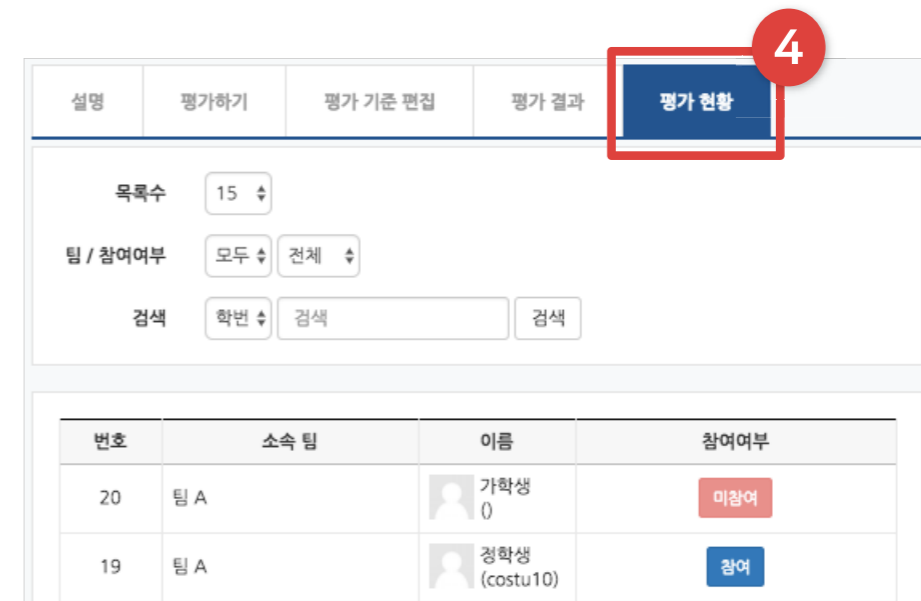 4
설명 평가하기 평가 기준 편집 평가 결과 평가 현황
목록수 15
팀 / 참여여부 모두 전체
검색 학번 검색 검색
번호 소속 팀 이름 참여여부
20 팀 A 가학생 미참여
()
19 팀 A 정학생 참여
(costu10)